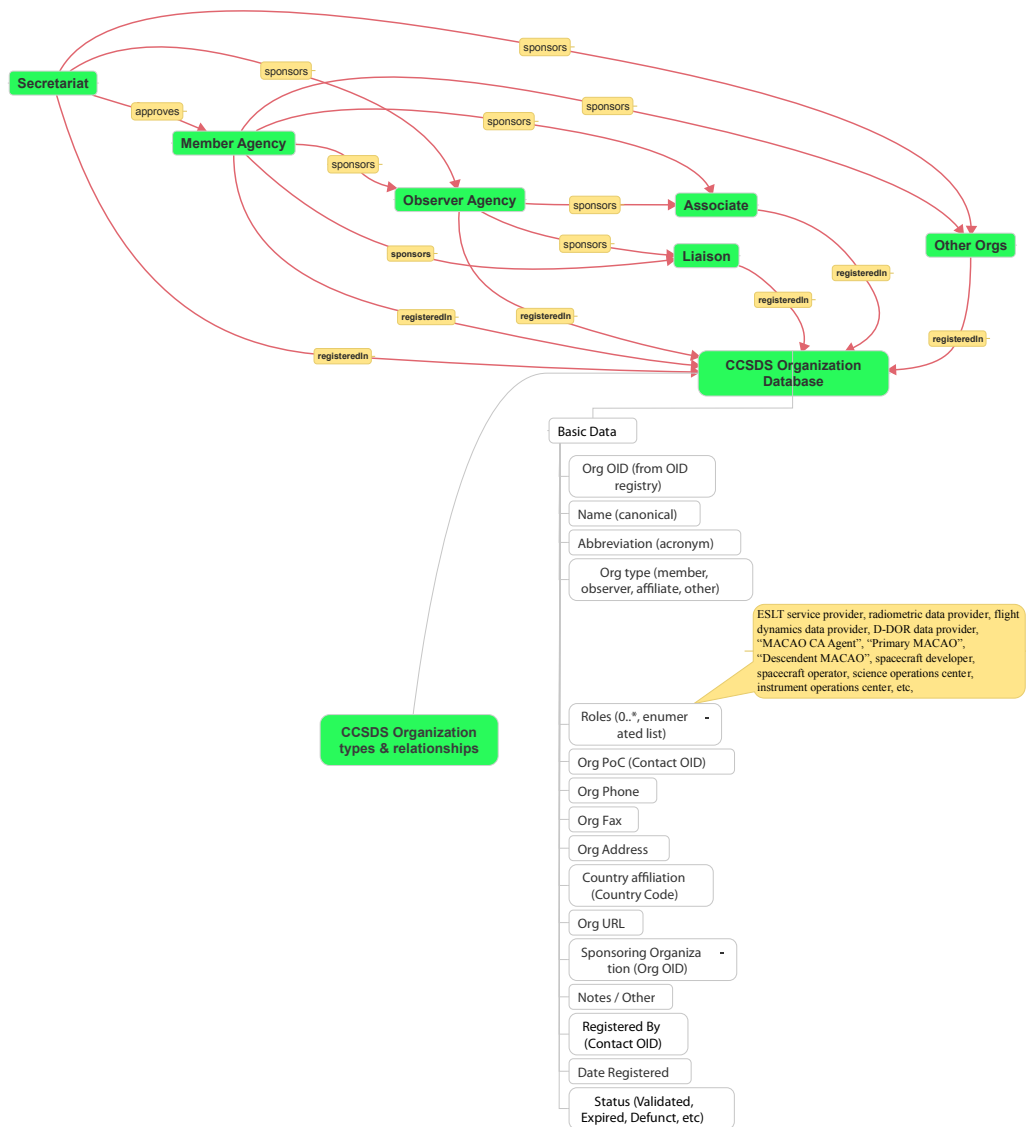 sponsors
sponsors
Secretariat
sponsors
approves
sponsors
Member Agency
sponsors
Observer Agency
sponsors
Associate
sponsors
Other Orgs
sponsors
Liaison
registeredIn
registeredIn
registeredIn
registeredIn
registeredIn
registeredIn
CCSDS Organization
Database
Basic Data
Org OID (from OID
registry)
Name (canonical)
Abbreviation (acronym)
Org type (member,
observer, affiliate, other)
ESLT service provider, radiometric data provider, flight
dynamics data provider, D-DOR data provider,
“MACAO CA Agent”, “Primary MACAO”,
“Descendent MACAO”, spacecraft developer,
spacecraft operator, science operations center,
instrument operations center, etc,
Roles (0..*, enumer -
ated list)
CCSDS Organization
types & relationships
Org PoC (Contact OID)
Org Phone
Org Fax
Org Address
Country affiliation
(Country Code)
Org URL
Sponsoring Organiza -
tion (Org OID)
Notes / Other
Registered By
(Contact OID)
Date Registered
Status (Validated,
Expired, Defunct, etc)